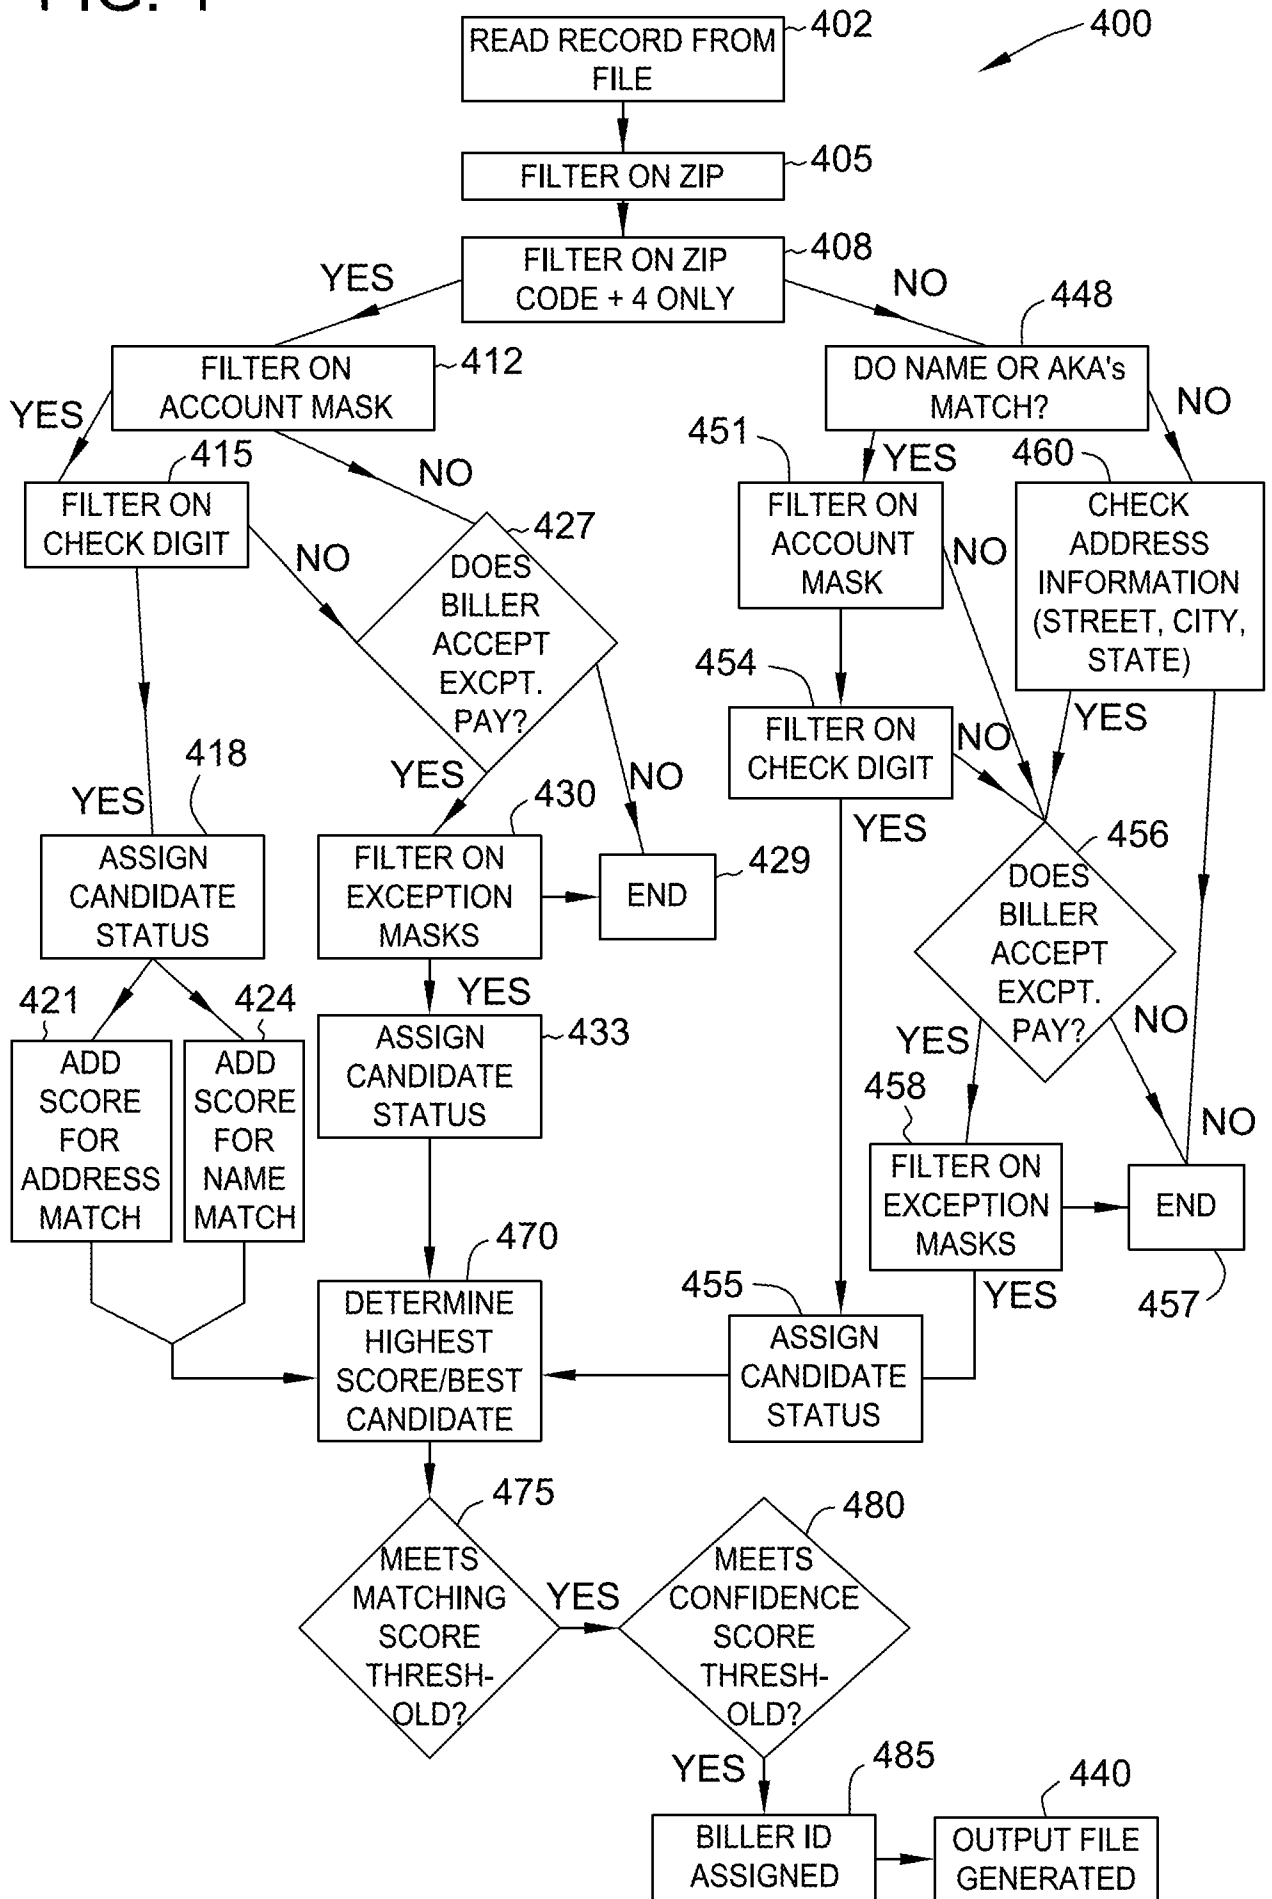 402
400
READ RECORD FROM
FILE
405
FILTER ON ZIP
408
FILTER ON ZIP
CODE + 4 ONLY
YES
NO
448
412
FILTER ON
ACCOUNT MASK
DO NAME OR AKA's
MATCH?
YES
NO
415
NO
451
YES
460
FILTER ON
CHECK DIGIT
NO
427
DOES
BILLER
ACCEPT
EXCPT.
PAY?
FILTER ON
ACCOUNT
MASK
NO
CHECK
ADDRESS
INFORMATION
(STREET, CITY,
STATE)
454
FILTER ON
CHECK DIGIT
NO
YES
418
YES
YES
NO
430
YES
456
ASSIGN
CANDIDATE
STATUS
FILTER ON
EXCEPTION
MASKS
END
429
DOES
BILLER
ACCEPT
EXCPT.
PAY?
421
424
YES
433
YES
NO
ADD
SCORE
FOR
ADDRESS
MATCH
ADD
SCORE
FOR
NAME
MATCH
ASSIGN
CANDIDATE
STATUS
458
NO
FILTER ON
EXCEPTION
MASKS
END
457
470
455
YES
DETERMINE
HIGHEST
SCORE/BEST
CANDIDATE
ASSIGN
CANDIDATE
STATUS
475
480
MEETS
MATCHING
SCORE
THRESH-
OLD?
YES
MEETS
CONFIDENCE
SCORE
THRESH-
OLD?
YES
485
440
BILLER ID
ASSIGNED
OUTPUT FILE
GENERATED